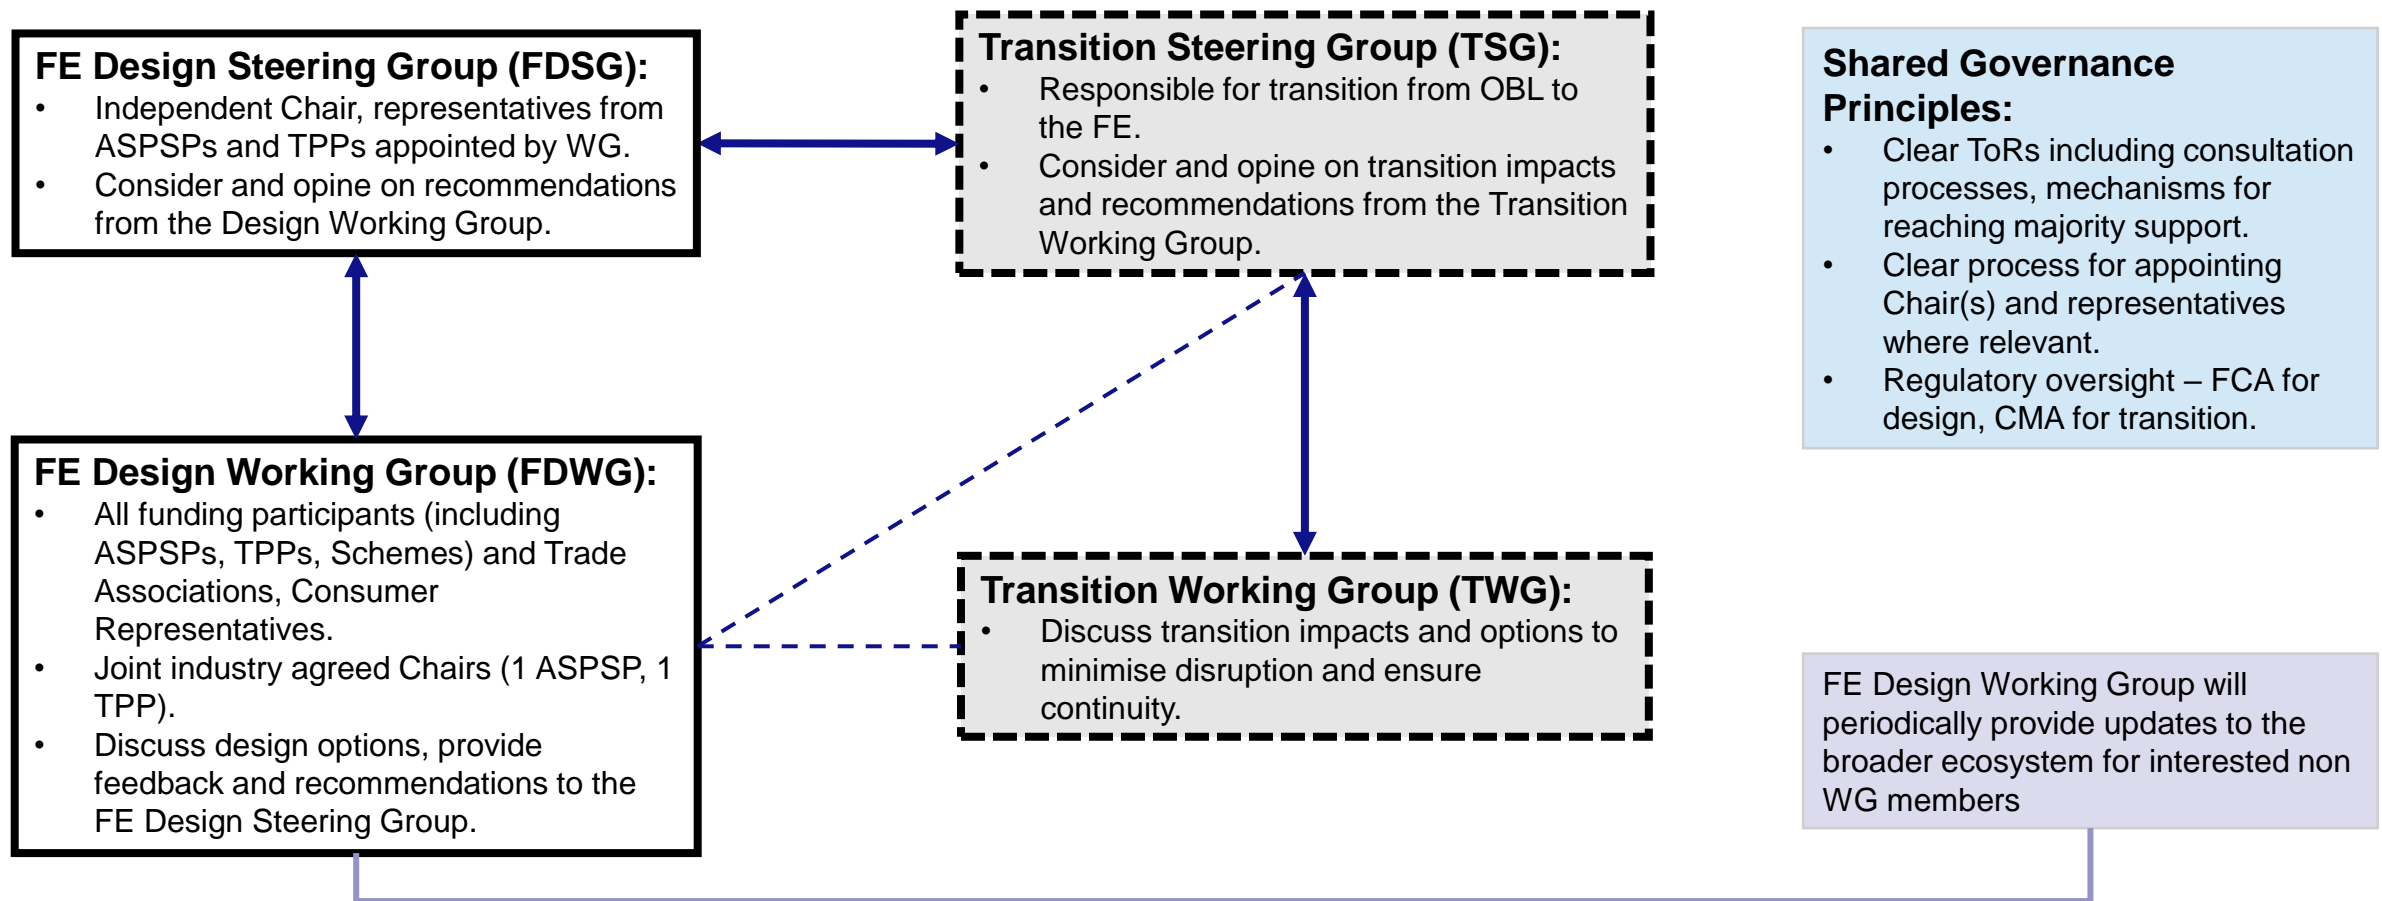 FE Design Steering Group (FDSG):
• Independent Chair, representatives from
ASPSPs and TPPs appointed by WG.
• Consider and opine on recommendations
from the Design Working Group.
Transition Steering Group (TSG):
• Responsible for transition from OBL to
the FE.
• Consider and opine on transition impacts
and recommendations from the Transition
Working Group.
Shared Governance
Principles:
• Clear ToRs including consultation
processes, mechanisms for
reaching majority support.
• Clear process for appointing
Chair(s) and representatives
where relevant.
• Regulatory oversight – FCA for
design, CMA for transition.
FE Design Working Group (FDWG):
• All funding participants (including
ASPSPs, TPPs, Schemes) and Trade
Associations, Consumer
Representatives.
• Joint industry agreed Chairs (1 ASPSP, 1
TPP).
• Discuss design options, provide
feedback and recommendations to the
FE Design Steering Group.
Transition Working Group (TWG):
• Discuss transition impacts and options to
minimise disruption and ensure
continuity.
FE Design Working Group will
periodically provide updates to the
broader ecosystem for interested non
WG members